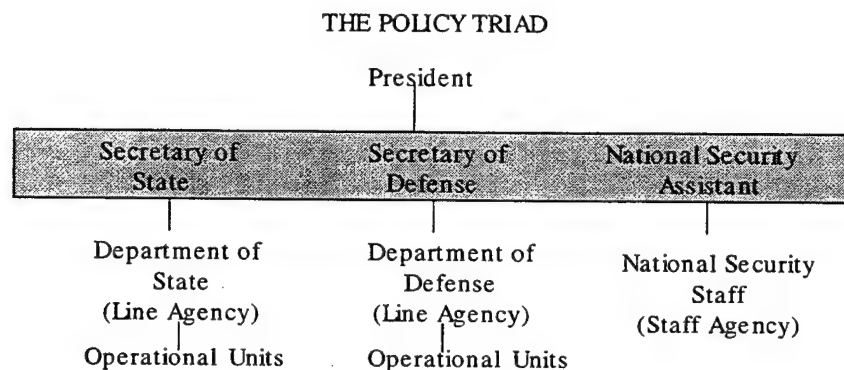 THE POLICY TRIAD
President
Secretary of
State
Secretary of
Defense
National Security
Assistant
Department of
State
(Line Agency)
Operational Units
Department of
Defense
(Line Agency)
Operational Units
National Security
Staff
(Staff Agency)